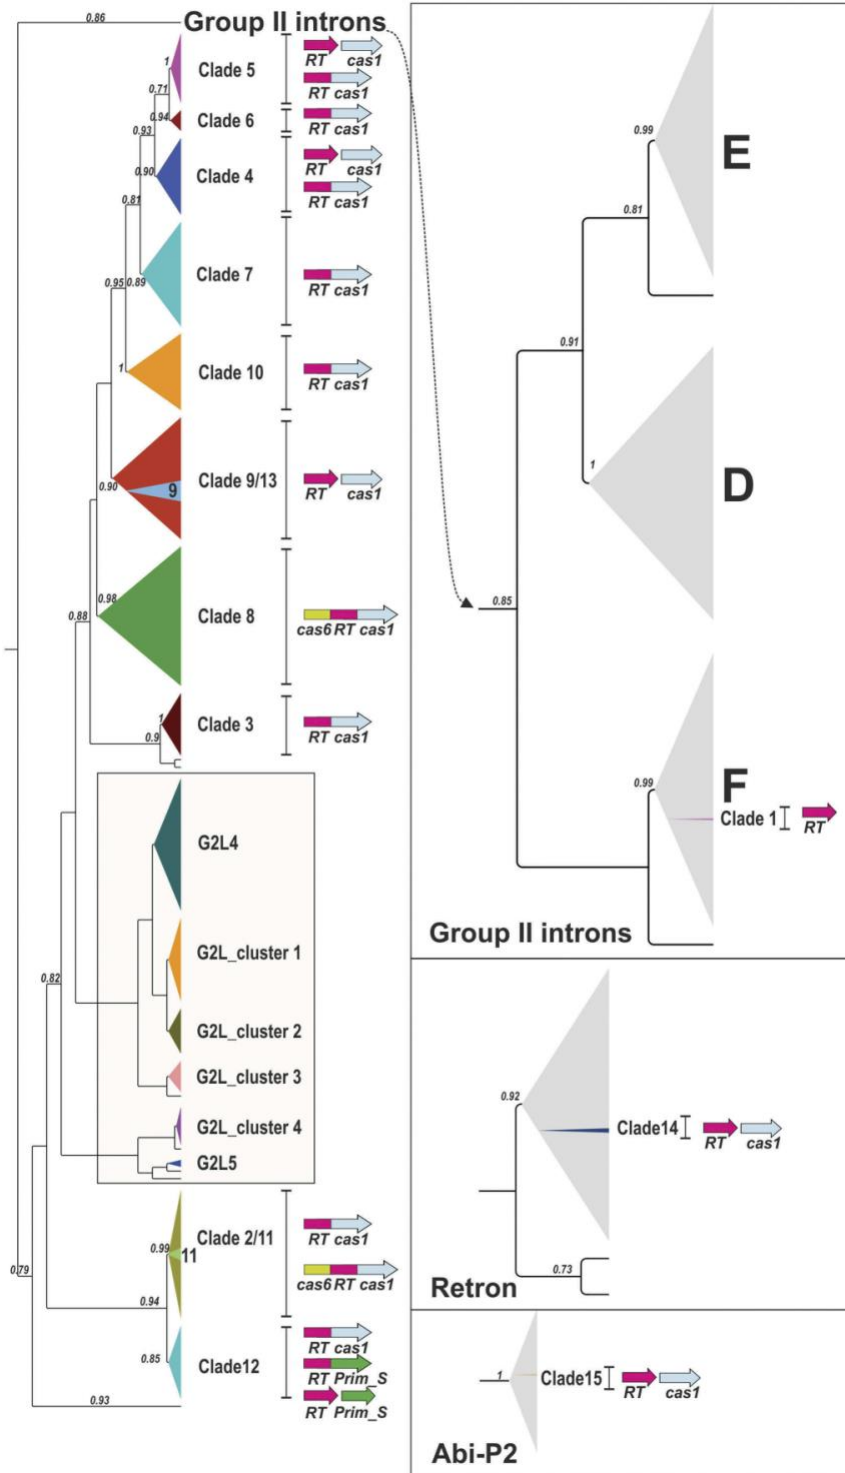 0.86
Group II introns
Clade 5
1
0.71
RT cas1
RT cas1
Clade 6
0.94
0.93
RT cas1
Clade 4
0.90
0.81
RT cas1
RT cas1
Clade 7
0.95
0.89
RT cas1
Clade 10
1
RT cas1
Clade 9/13
9
0.90
RT cas1
Clade 8
0.98
0.88
cas6 RT cas1
Clade 3
1
0.9
RT cas1
G2L4
G2L_cluster 1
0.82
G2L_cluster 2
G2L_cluster 3
G2L_cluster 4
G2L5
Clade 2/11
11
0.99
RT cas1
cas6 RT cas1
0.79
0.94
Clade12
0.85
RT cas1
RT Prim_S
RT Prim_S
0.93
E
0.99
0.81
0.91
D
1
0.85
F
0.99
Clade 1
RT
Group II introns
0.92
Clade14
RT cas1
0.73
Retron
1
Clade15
RT cas1
Abi-P2